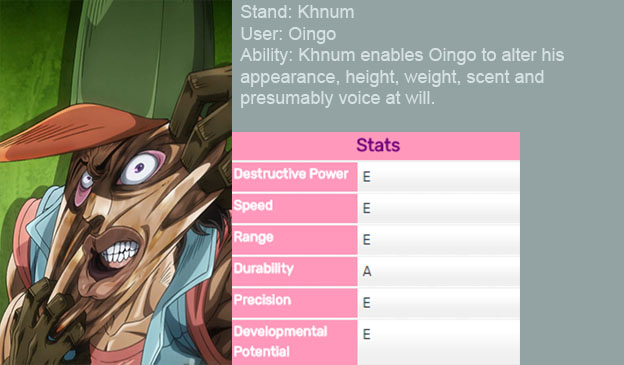 Stand: Khnum
User: Oingo
Ability: Khnum enables Oingo to alter his
appearance, height, weight, scent and
presumably voice at will.
Stats
Destructive Power E
Speed E
Range E
Durability A
Precision E
Developmental E
Potential